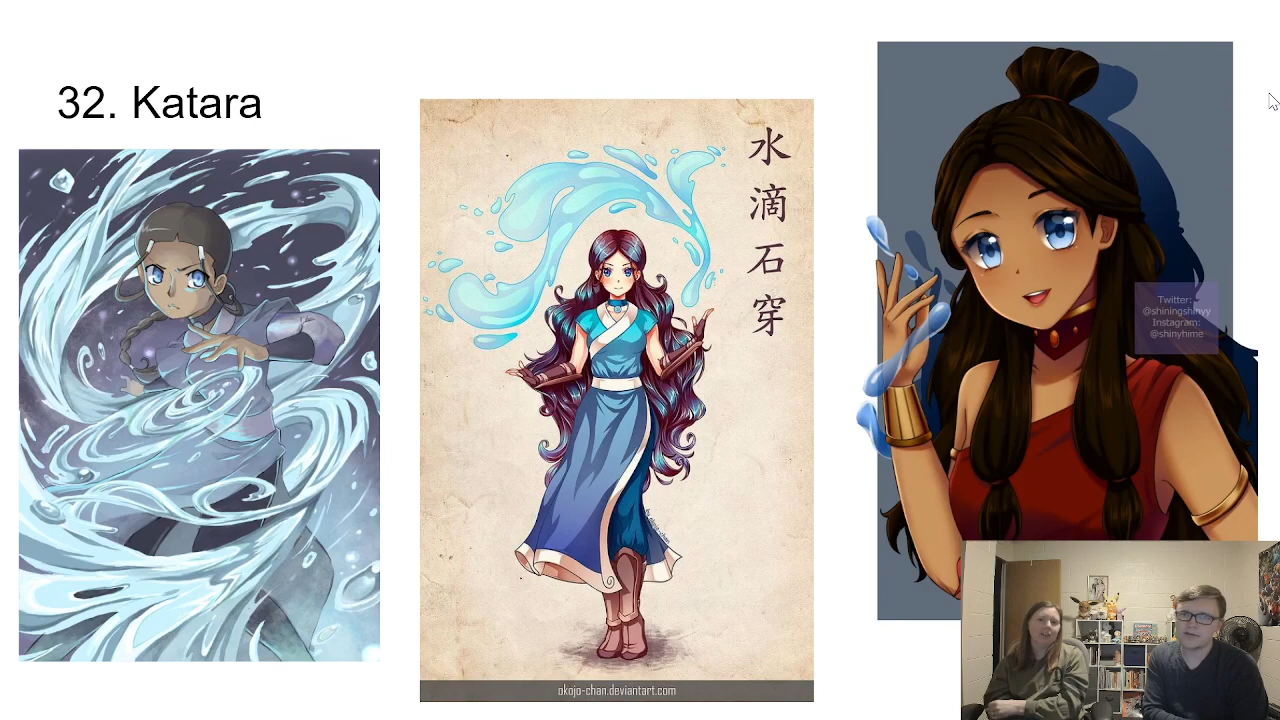 32. Katara
水
滴
石
穿
Twitter:
@shiningshinyy
Instagram:
@shinyhime
okojo-chan.deviantart.com